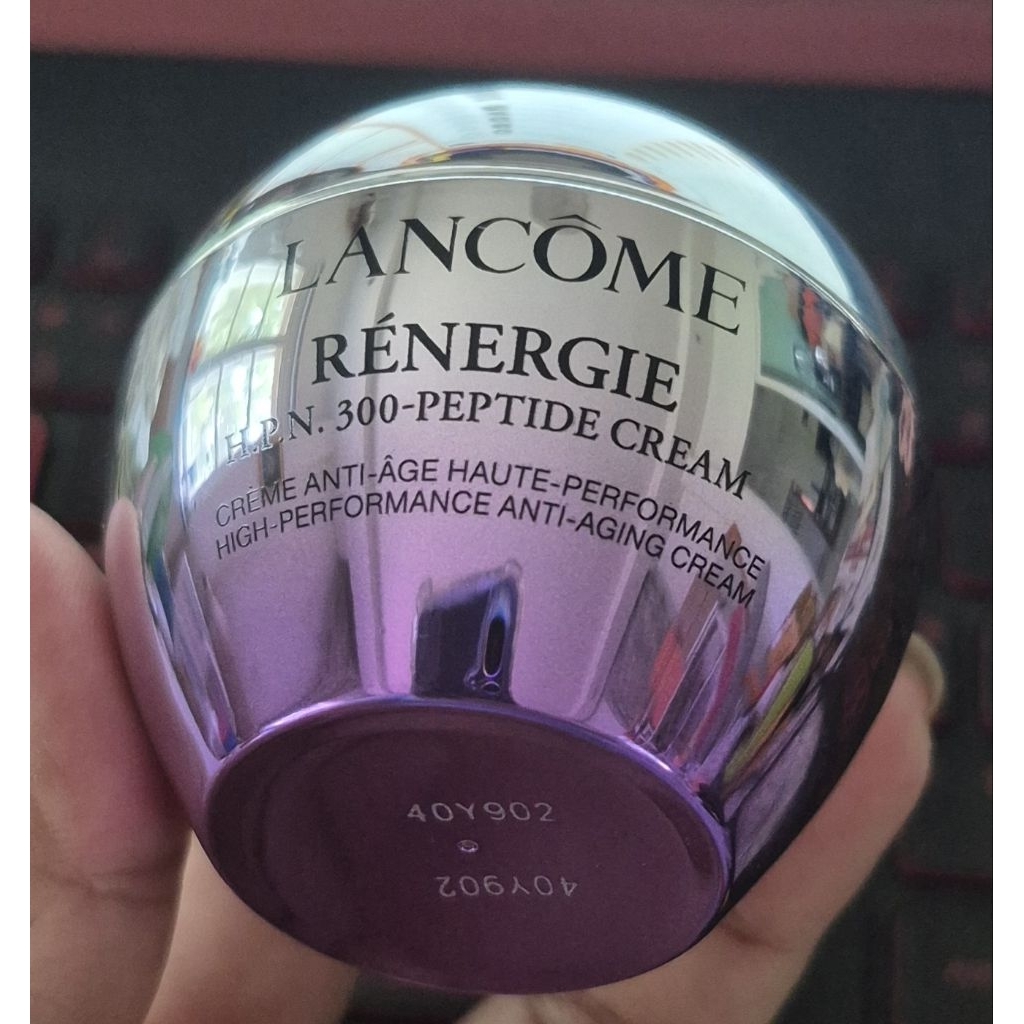 LANCÔME
RÉNERGIE
H.P.N. 300-PEPTIDE CREAM
CRÈME ANTI-ÂGE HAUTE-PERFORMANCE
HIGH-PERFORMANCE ANTI-AGING CREAM
40Y902
40Y902